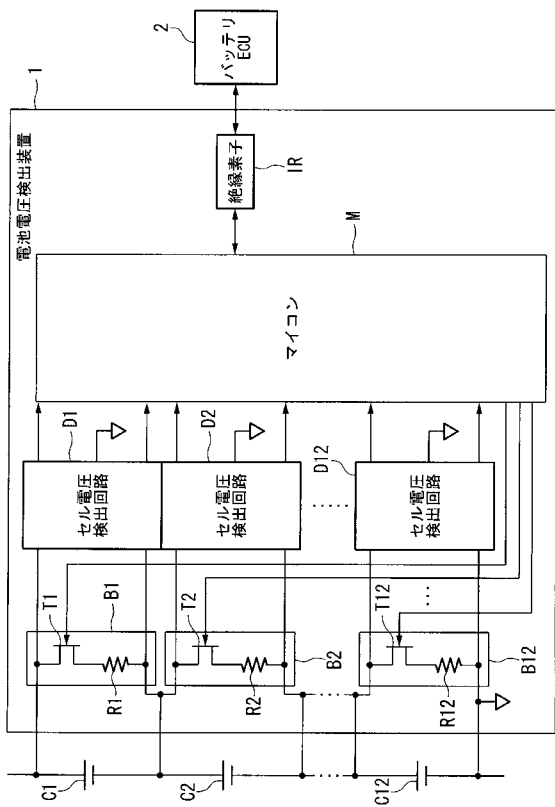 電池電圧検出装置
1
2
バッテリ
ECU
絶縁素子
IR
M
マイコン
D1
セル電圧
検出回路
D2
セル電圧
検出回路
D12
セル電圧
検出回路
T1
B1
R1
T2
B2
R2
T12
B12
R12
C1
C2
C12